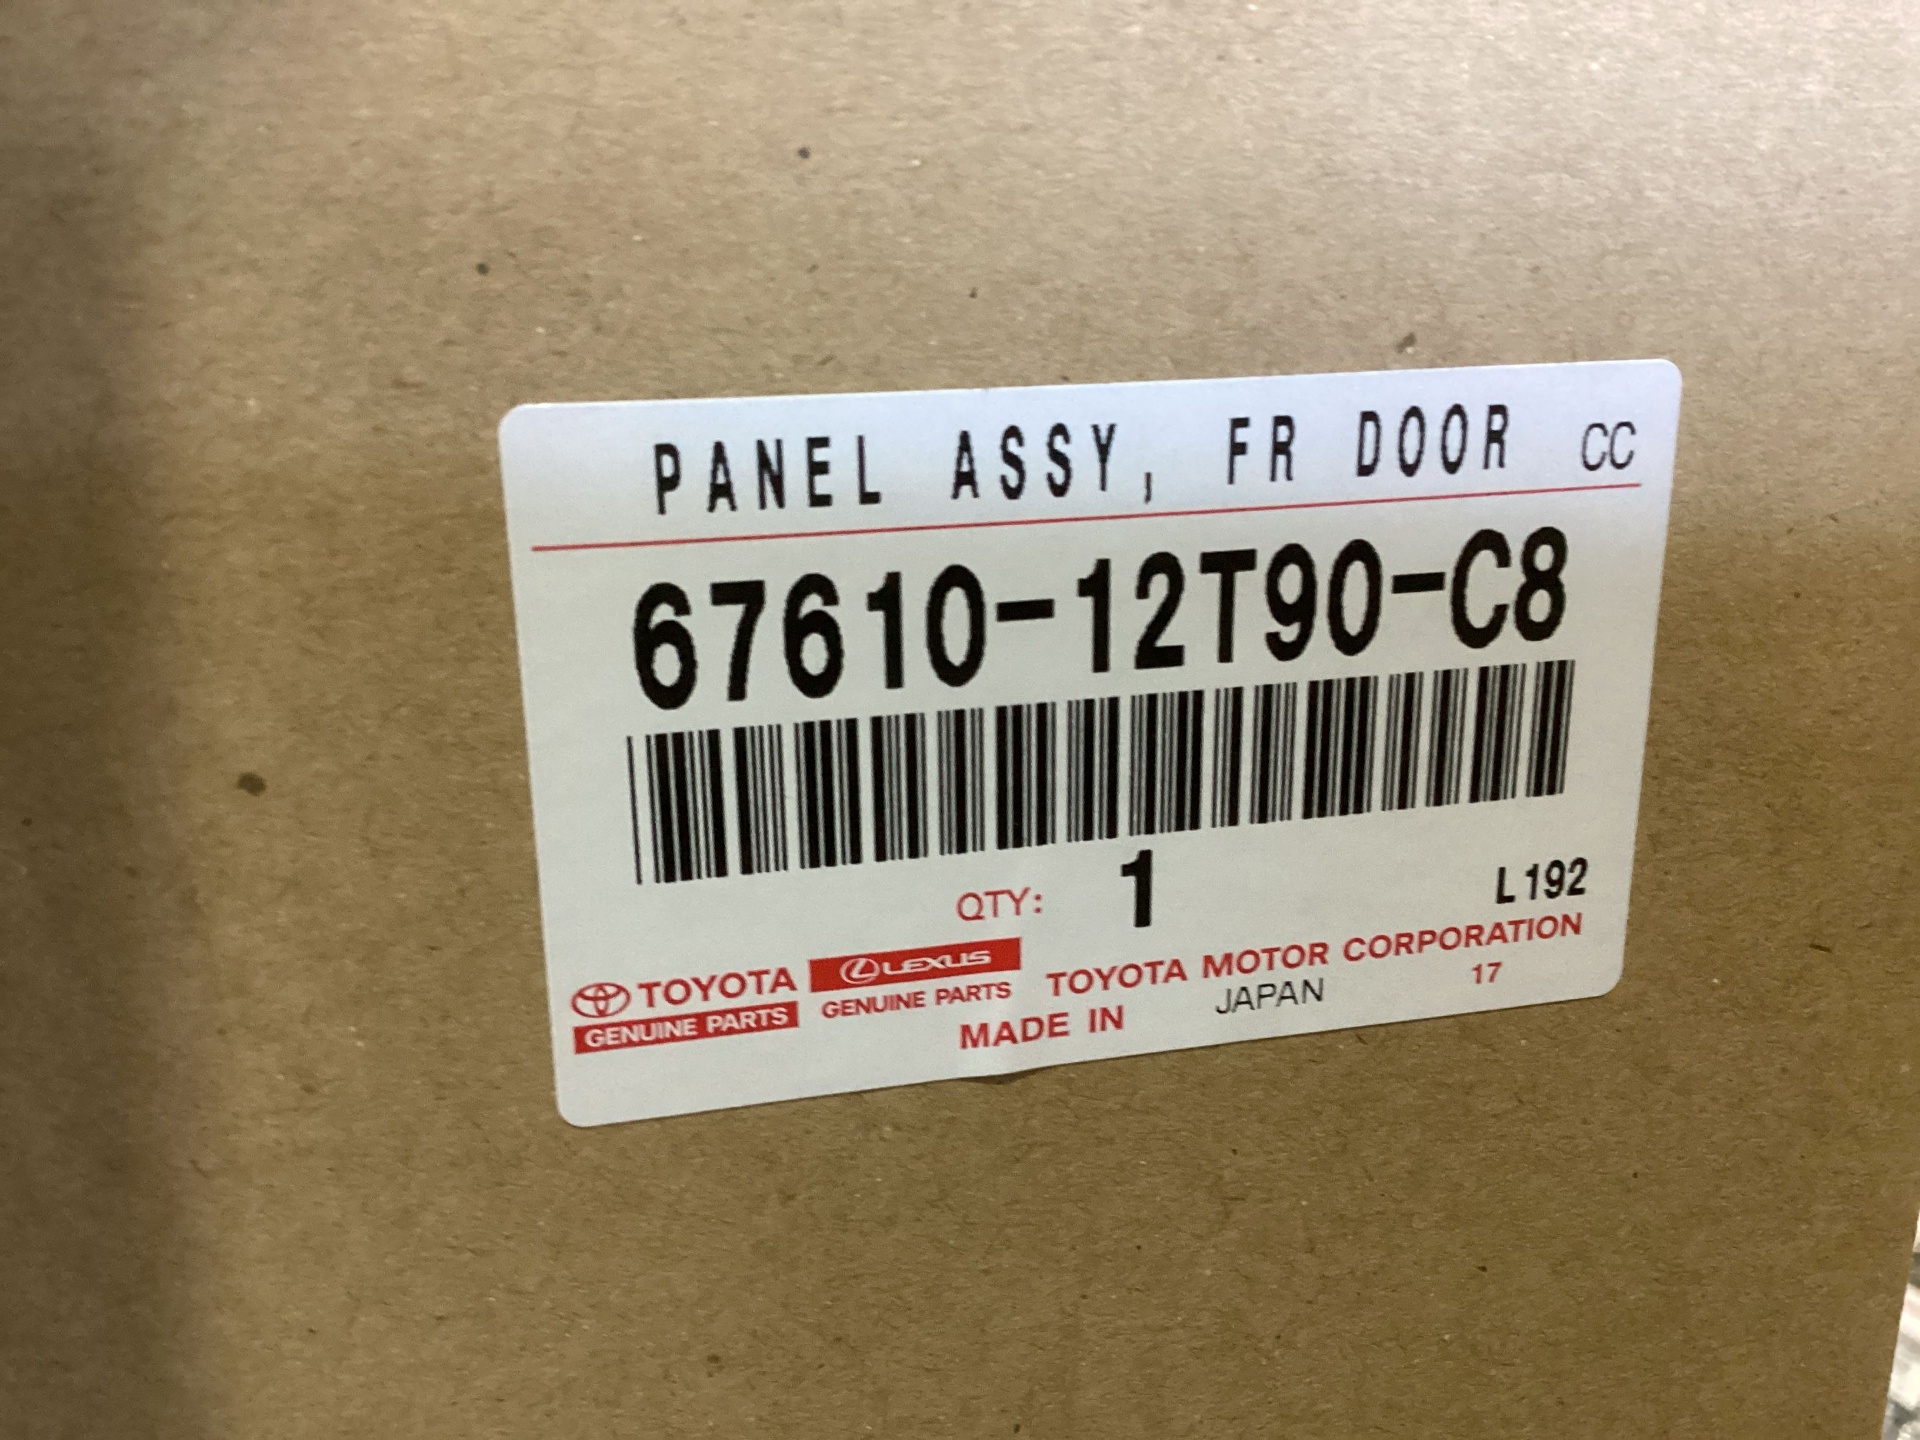 PANEL ASSY, FR DOOR CC
67610-12T90-C8
QTY: 1 L192
TOYOTA LEXUS TOYOTA MOTOR CORPORATION
GENUINE PARTS GENUINE PARTS MADE IN JAPAN 17